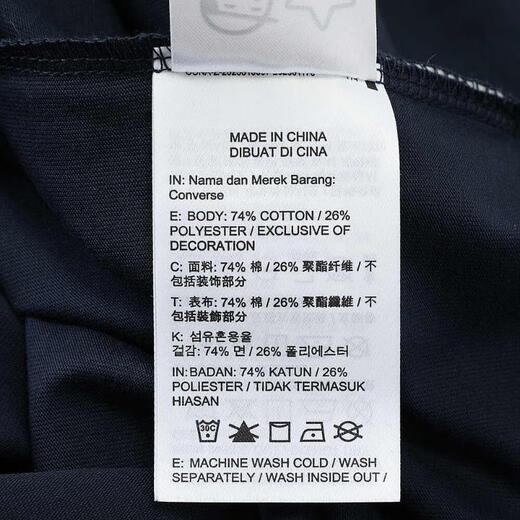 MADE IN CHINA
DIBUAT DI CINA
IN: Nama dan Merek Barang:
Converse
E: BODY: 74% COTTON / 26%
POLYESTER / EXCLUSIVE OF
DECORATION
C: 面料: 74% 棉 / 26% 聚酯纤维 / 不
包括装饰部分
T: 表布: 74% 棉 / 26% 聚酯纖維 / 不
包括裝飾部分
K: 섬유혼용율
겉감: 74% 면 / 26% 폴리에스터
IN: BADAN: 74% KATUN / 26%
POLIESTER / TIDAK TERMASUK
HIASAN
30C
E: MACHINE WASH COLD / WASH
SEPARATELY / WASH INSIDE OUT /